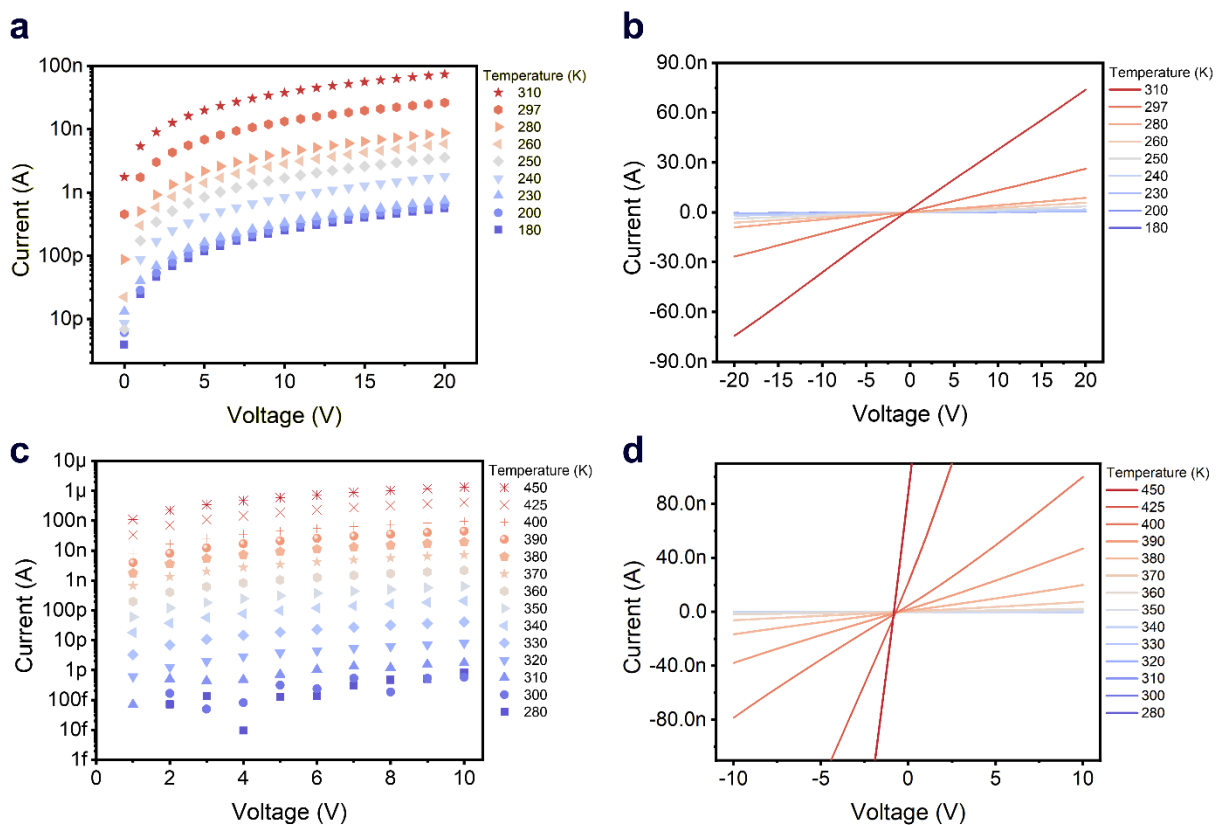 a
100n
10n
1n
100p
10p
Current (A)
0
5
10
15
20
Voltage (V)
Temperature (K)
310
297
280
260
250
240
230
200
180
b
90.0n
60.0n
30.0n
0.0
-30.0n
-60.0n
-90.0n
Current (A)
-20
-15
-10
-5
0
5
10
15
20
Voltage (V)
Temperature (K)
310
297
280
260
250
240
230
200
180
c
10μ
1μ
100n
10n
1n
100p
10p
1p
100f
10f
1f
Current (A)
0
2
4
6
8
10
Voltage (V)
Temperature (K)
450
425
400
390
380
370
360
350
340
330
320
310
300
280
d
80.0n
40.0n
0.0
-40.0n
-80.0n
Current (A)
-10
-5
0
5
10
Voltage (V)
Temperature (K)
450
425
400
390
380
370
360
350
340
330
320
310
300
280